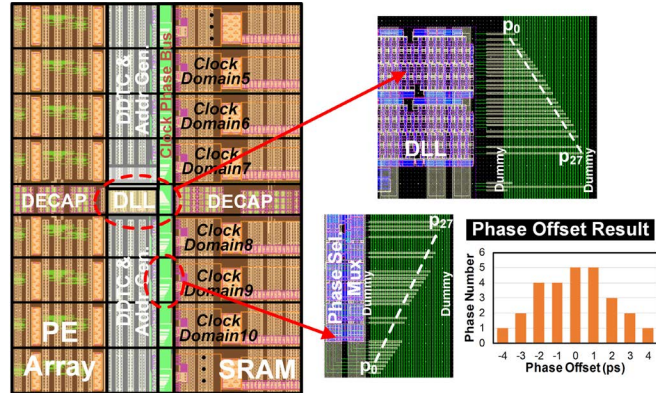 DDTC &
Addr Gen.
Clock Phase Bus
Clock
Domain5
Clock
Domain6
Clock
Domain7
DECAP
DLL
DECAP
DDTC &
Addr Gen.
Clock
Domain8
Clock
Domain9
Clock
Domain10
PE
Array
SRAM
DLL
p0
p27
Dummy
Dummy
Phase Sel.
Mux
Dummy
p27
p0
Dummy
Phase Offset Result
Phase Number
6
5
4
3
2
1
0
-4 -3 -2 -1 0 1 2 3 4
Phase Offset (ps)